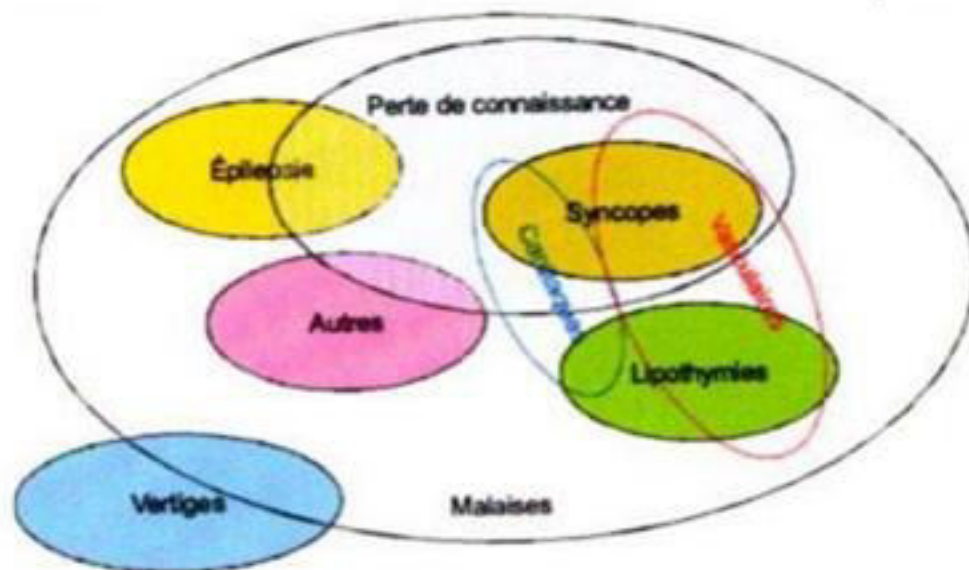 Perte de connaissance
Épilepsie
Syncopes
Autres
Lipothymies
Vertiges
Malaises